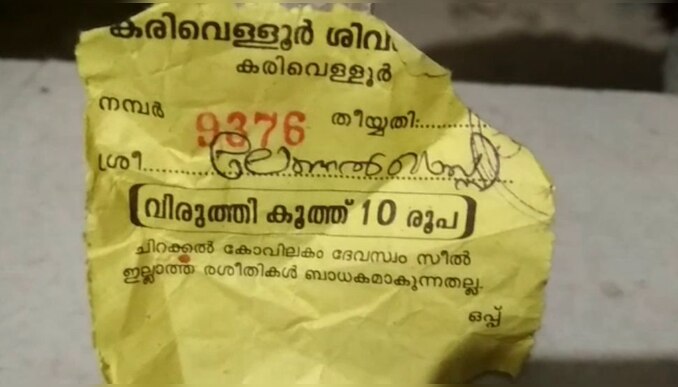 കരിവെള്ളൂർ ശിവ
കരിവെള്ളൂർ
നമ്പർ 9376 തീയ്യതി:..........
ശ്രീ....
വിരുത്തി കൂത്ത് 10 രൂപ
ചിറക്കൽ കോവിലകം ദേവസ്വം സീൽ
ഇല്ലാത്ത രശീതികൾ ബാധകമാകുന്നതല്ല.
ഒപ്പ്